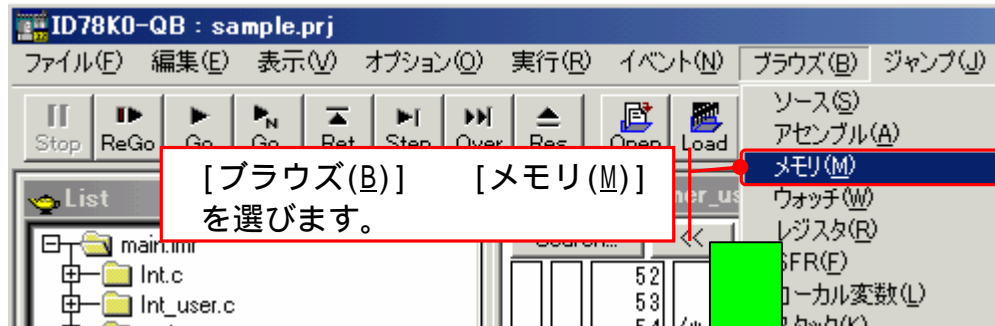 ID78K0-QB : sample.prj
ファイル(F) 編集(E) 表示(V) オプション(O) 実行(R) イベント(N) ブラウズ(B) ジャンプ(J)
Stop ReGo Go Go Ret Step Over Res Open Load
ソース(S)
アセンブル(A)
メモリ(M)
ウォッチ(W)
レジスタ(R)
SFR(F)
ーカル変数(L)
[ブラウズ(B)] [メモリ(M)]
を選びます。
List
main.lmf
Int.c
Int_user.c
Search... <<
52
53
54